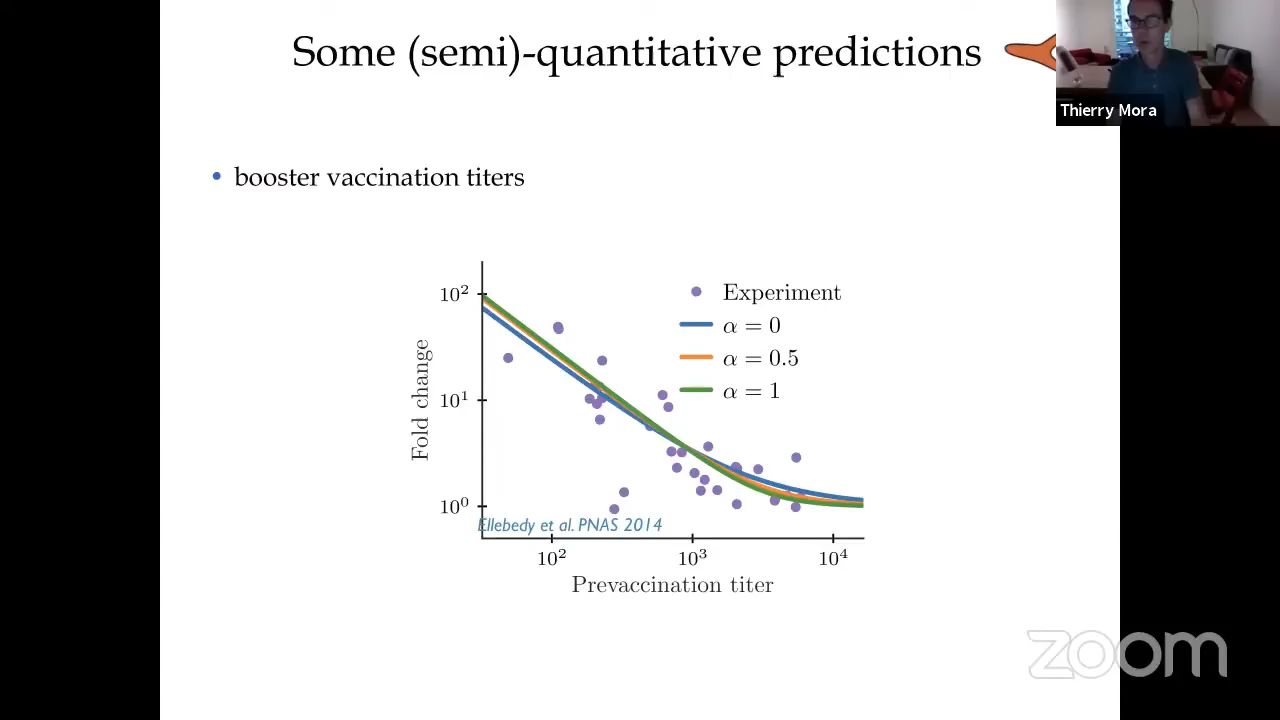 Some (semi)-quantitative predictions
Thierry Mora
• booster vaccination titers
10²
10¹
10⁰
Fold change
Experiment
α = 0
α = 0.5
α = 1
Ellebedy et al. PNAS 2014
10² 10³ 10⁴
Prevaccination titer
zoom